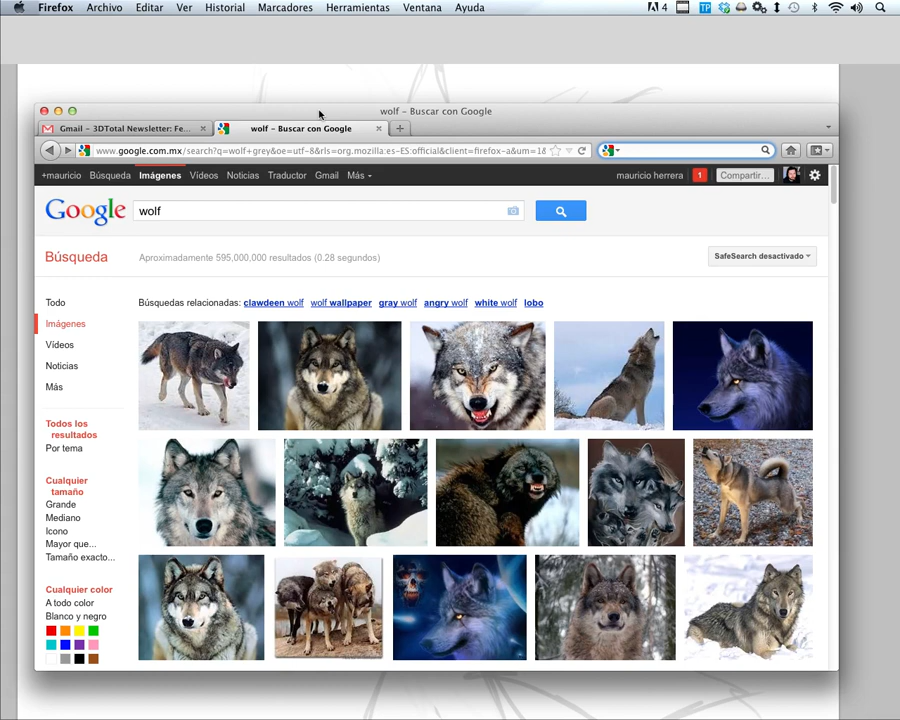 Firefox Archivo Editar Ver Historial Marcadores Herramientas Ventana Ayuda 4 TP
wolf – Buscar con Google
Gmail – 3DTotal Newsletter: Fe... × wolf – Buscar con Google × +
www.google.com.mx/search?q=wolf+grey&oe=utf-8&rls=org.mozilla:es-ES:official&client=firefox-a&um=1&
+mauricio Búsqueda Imágenes Vídeos Noticias Traductor Gmail Más mauricio herrera 1 Compartir...
Google wolf
Búsqueda Aproximadamente 595,000,000 resultados (0.28 segundos) SafeSearch desactivado
Búsquedas relacionadas: clawdeen wolf wolf wallpaper gray wolf angry wolf white wolf lobo
Todo
Imágenes
Vídeos
Noticias
Más
Todos los
resultados
Por tema
Cualquier
tamaño
Grande
Mediano
Icono
Mayor que...
Tamaño exacto...
Cualquier color
A todo color
Blanco y negro